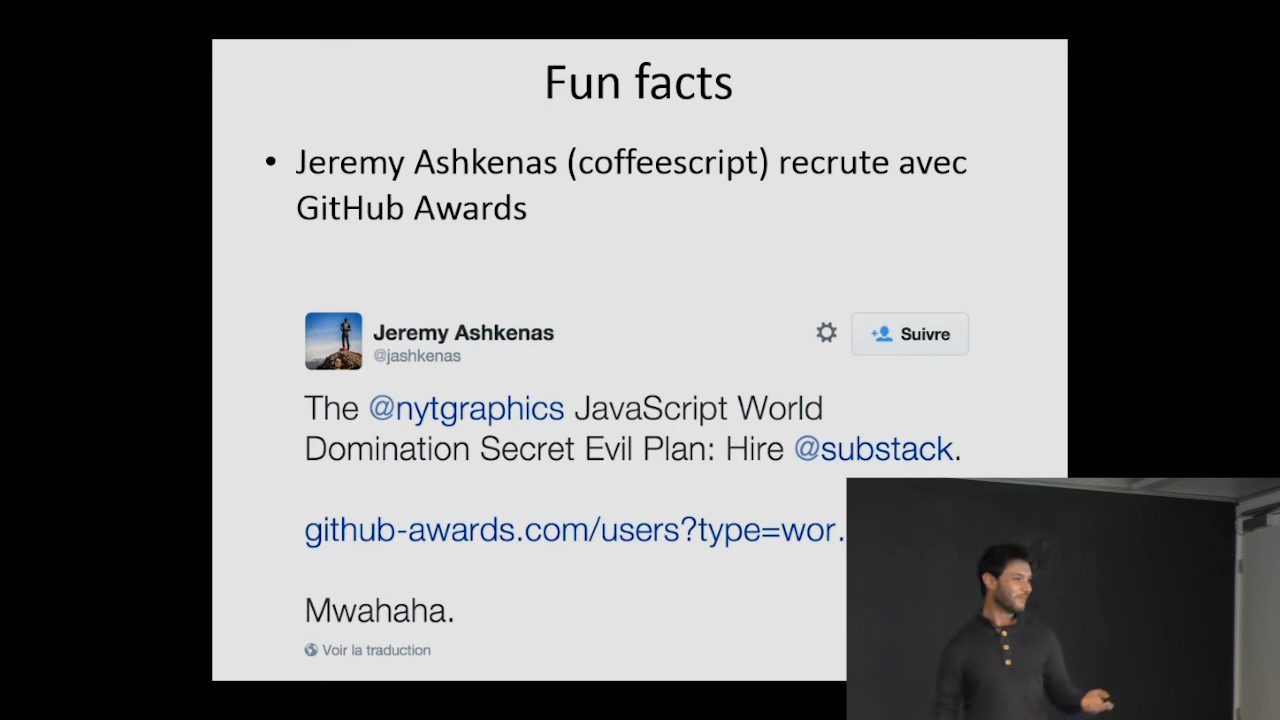 Fun facts
• Jeremy Ashkenas (coffeescript) recrute avec
GitHub Awards
Jeremy Ashkenas
@jashkenas
Suivre
The @nytgraphics JavaScript World
Domination Secret Evil Plan: Hire @substack.
github-awards.com/users?type=wor.
Mwahaha.
Voir la traduction